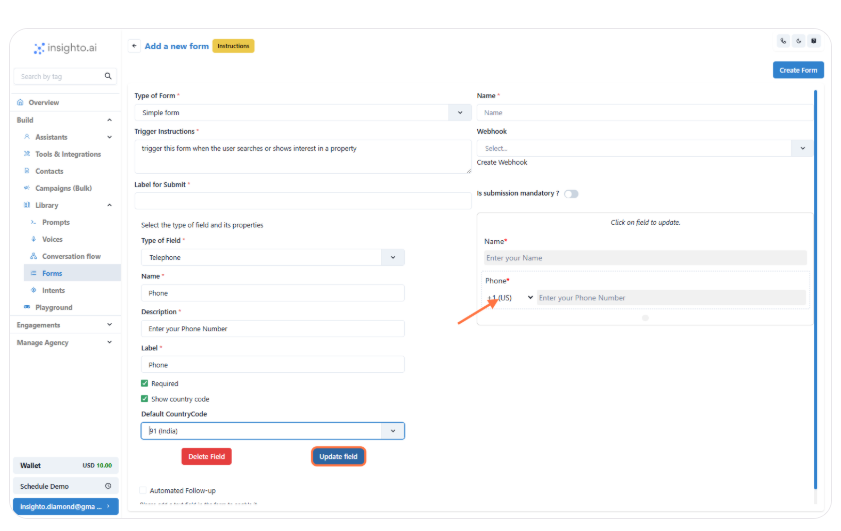 insighto.ai
Add a new form
Instructions
Search by tag
Create Form
Overview
Build
Assistants
Tools & Integrations
Contacts
Campaigns (Bulk)
Library
Prompts
Voices
Conversation flow
Forms
Intents
Playground
Engagements
Manage Agency
Wallet
USD 10.00
Schedule Demo
insighto.diamond@gma ...
Type of Form *
Simple form
Trigger Instructions *
trigger this form when the user searches or shows interest in a property
Label for Submit *
Select the type of field and its properties
Type of Field *
Telephone
Name *
Phone
Description *
Enter your Phone Number
Label *
Phone
Required
Show country code
Default CountryCode
91 (India)
Delete Field
Update field
Automated Follow-up
Name *
Name
Webhook
Select...
Create Webhook
Is submission mandatory ?
Click on field to update.
Name*
Enter your Name
Phone*
+1 (US)
Enter your Phone Number